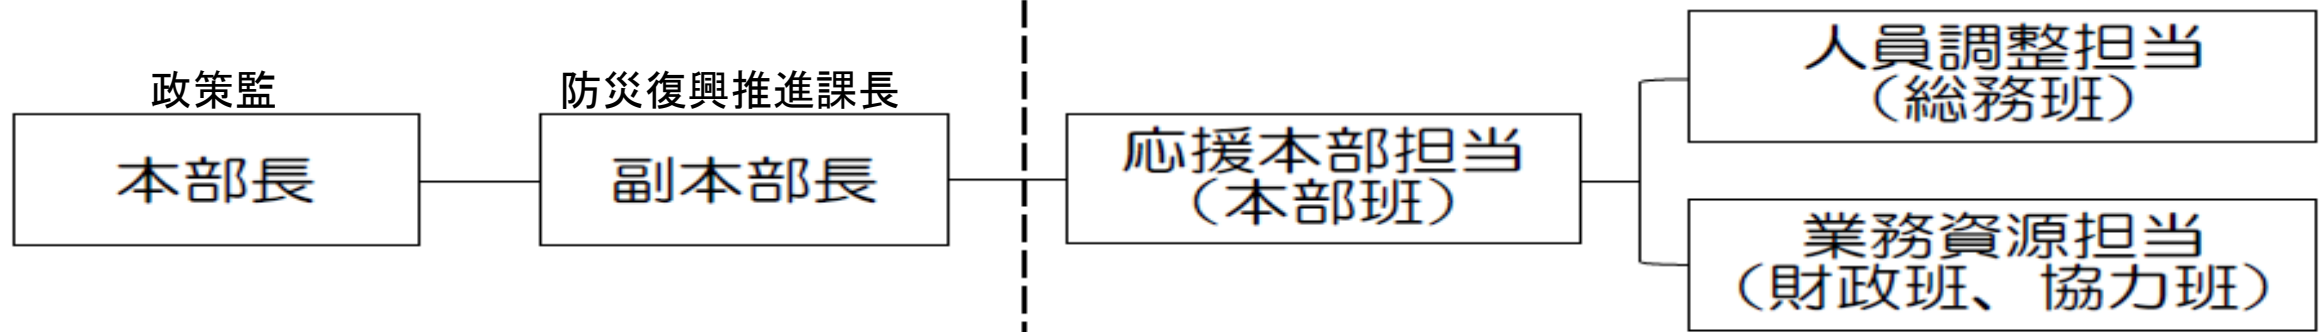 政策監
本部長
防災復興推進課長
副本部長
応援本部担当
（本部班）
人員調整担当
（総務班）
業務資源担当
（財政班、協力班）